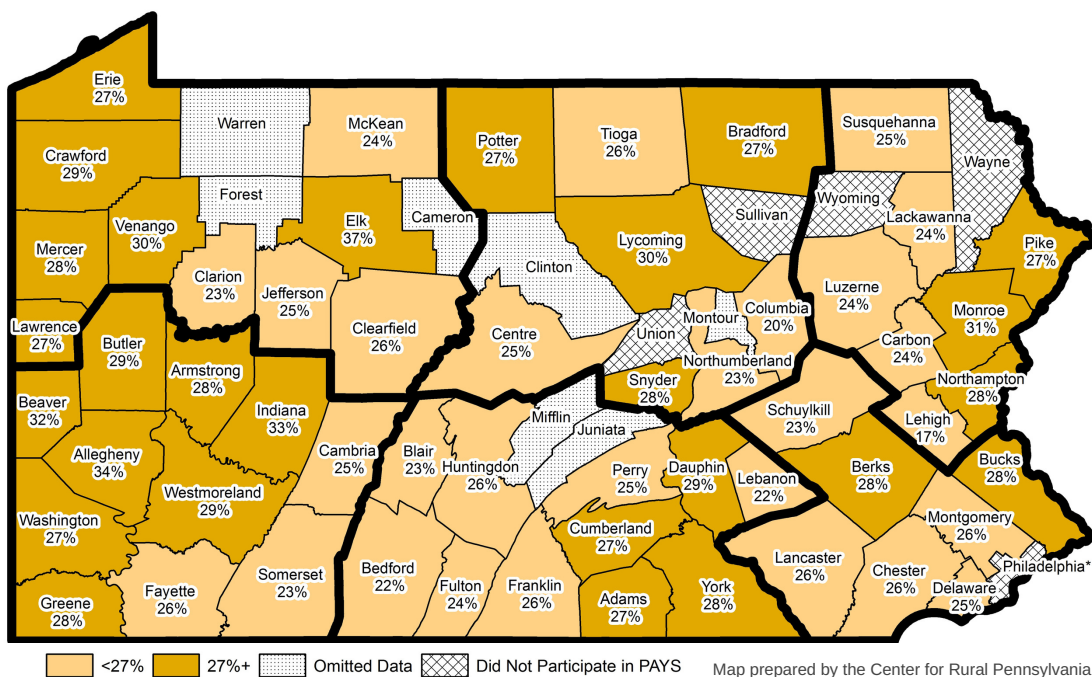 Erie
27%
Warren
McKean
24%
Potter
27%
Tioga
26%
Bradford
27%
Susquehanna
25%
Wayne
Crawford
29%
Forest
Cameron
Elk
37%
Venango
30%
Mercer
28%
Clarion
23%
Jefferson
25%
Clearfield
26%
Clinton
Lycoming
30%
Sullivan
Wyoming
Lackawanna
24%
Pike
27%
Luzerne
24%
Monroe
31%
Lawrence
27%
Butler
29%
Armstrong
28%
Indiana
33%
Centre
25%
Union
Montour
Columbia
20%
Northumberland
23%
Snyder
28%
Carbon
24%
Northampton
28%
Beaver
32%
Allegheny
34%
Westmoreland
29%
Cambria
25%
Blair
23%
Huntingdon
26%
Mifflin
Juniata
Perry
25%
Dauphin
29%
Lebanon
22%
Schuylkill
23%
Lehigh
17%
Berks
28%
Bucks
28%
Montgomery
26%
Washington
27%
Greene
28%
Fayette
26%
Somerset
23%
Bedford
22%
Fulton
24%
Franklin
26%
Cumberland
27%
Adams
27%
York
28%
Lancaster
26%
Chester
26%
Delaware
25%
Philadelphia*
<27%
27%+
Omitted Data
Did Not Participate in PAYS
Map prepared by the Center for Rural Pennsylvania